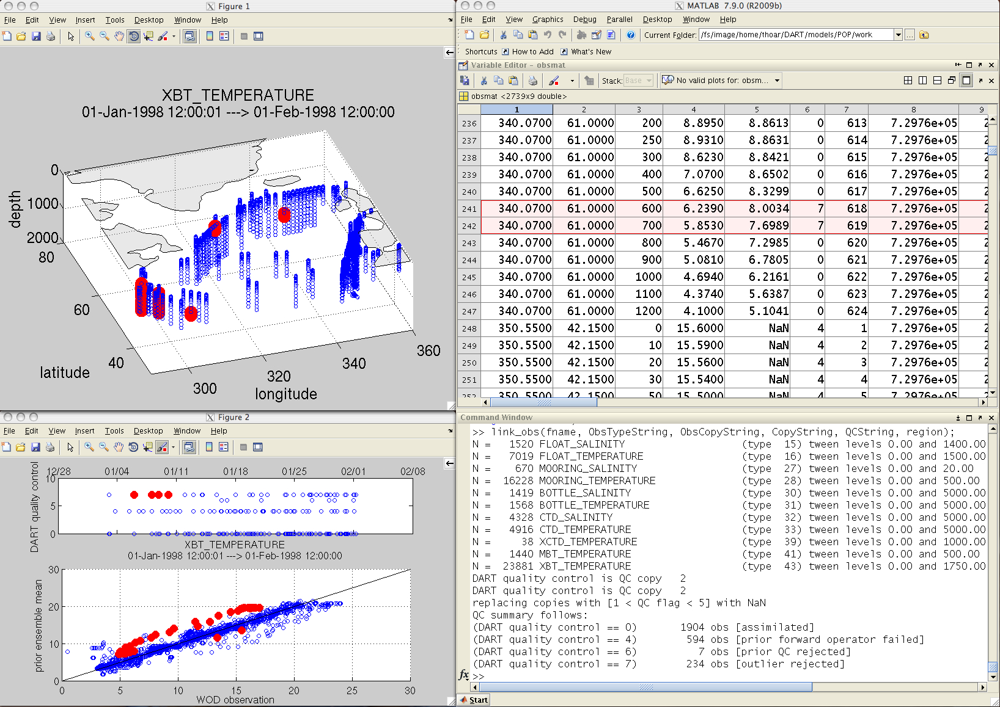 Figure 1
File Edit View Insert Tools Desktop Window Help
XBT_TEMPERATURE
01-Jan-1998 12:00:01 ---> 01-Feb-1998 12:00:00
0
1000
2000
depth
80
60
40
latitude
300
320
340
360
longitude
Figure 2
File Edit View Insert Tools Desktop Window Help
12/28 01/04 01/11 01/18 01/25 02/01 02/08
10
5
0
DART quality control
XBT_TEMPERATURE
01-Jan-1998 12:00:01 ---> 01-Feb-1998 12:00:00
30
20
10
0
prior ensemble mean
0 5 10 15 20 25 30
WOD observation
MATLAB 7.9.0 (R2009b)
File Edit View Graphics Debug Parallel Desktop Window Help
Current Folder: /fs/image/home/thoar/DART/models/POP/work
Shortcuts How to Add What's New
Variable Editor - obsmat
Stack: Base No valid plots for: obsm...
obsmat <2739x9 double>
1 2 3 4 5 6 7 8 9
236 340.0700 61.0000 200 8.8950 8.8613 0 613 7.2976e+05 2
237 340.0700 61.0000 250 8.9310 8.8631 0 614 7.2976e+05 2
238 340.0700 61.0000 300 8.6230 8.8421 0 615 7.2976e+05 2
239 340.0700 61.0000 400 7.0700 8.6502 0 616 7.2976e+05 2
240 340.0700 61.0000 500 6.6250 8.3299 0 617 7.2976e+05 2
241 340.0700 61.0000 600 6.2390 8.0034 7 618 7.2976e+05 2
242 340.0700 61.0000 700 5.8530 7.6989 7 619 7.2976e+05 2
243 340.0700 61.0000 800 5.4670 7.2985 0 620 7.2976e+05 2
244 340.0700 61.0000 900 5.0810 6.7805 0 621 7.2976e+05 2
245 340.0700 61.0000 1000 4.6940 6.2161 0 622 7.2976e+05 2
246 340.0700 61.0000 1100 4.3740 5.6387 0 623 7.2976e+05 2
247 340.0700 61.0000 1200 4.1000 5.1041 0 624 7.2976e+05 2
248 350.5500 42.1500 0 15.6000 NaN 4 1 7.2976e+05 2
249 350.5500 42.1500 10 15.5900 NaN 4 2 7.2976e+05 2
250 350.5500 42.1500 20 15.5600 NaN 4 3 7.2976e+05 2
251 350.5500 42.1500 30 15.5400 NaN 4 4 7.2976e+05 2
252 350.5500 42.1500 50 15.5000 NaN 4 5 7.2976e+05 2
Command Window
>> link_obs(fname, ObsTypeString, ObsCopyString, CopyString, QCString, region);
N = 1520 FLOAT_SALINITY (type 15) tween levels 0.00 and 1400.00
N = 7019 FLOAT_TEMPERATURE (type 16) tween levels 0.00 and 1500.00
N = 670 MOORING_SALINITY (type 27) tween levels 0.00 and 20.00
N = 16228 MOORING_TEMPERATURE (type 28) tween levels 0.00 and 500.00
N = 1419 BOTTLE_SALINITY (type 30) tween levels 0.00 and 5000.00
N = 1568 BOTTLE_TEMPERATURE (type 31) tween levels 0.00 and 5000.00
N = 4328 CTD_SALINITY (type 32) tween levels 0.00 and 5000.00
N = 4916 CTD_TEMPERATURE (type 33) tween levels 0.00 and 5000.00
N = 38 XCTD_TEMPERATURE (type 39) tween levels 0.00 and 1000.00
N = 1440 MBT_TEMPERATURE (type 41) tween levels 0.00 and 500.00
N = 23881 XBT_TEMPERATURE (type 43) tween levels 0.00 and 1750.00
DART quality control is QC copy 2
DART quality control is QC copy 2
replacing copies with [1 < QC flag < 5] with NaN
QC summary follows:
(DART quality control == 0) 1904 obs [assimilated]
(DART quality control == 4) 594 obs [prior forward operator failed]
(DART quality control == 6) 7 obs [prior QC rejected]
(DART quality control == 7) 234 obs [outlier rejected]
fx >>
Start